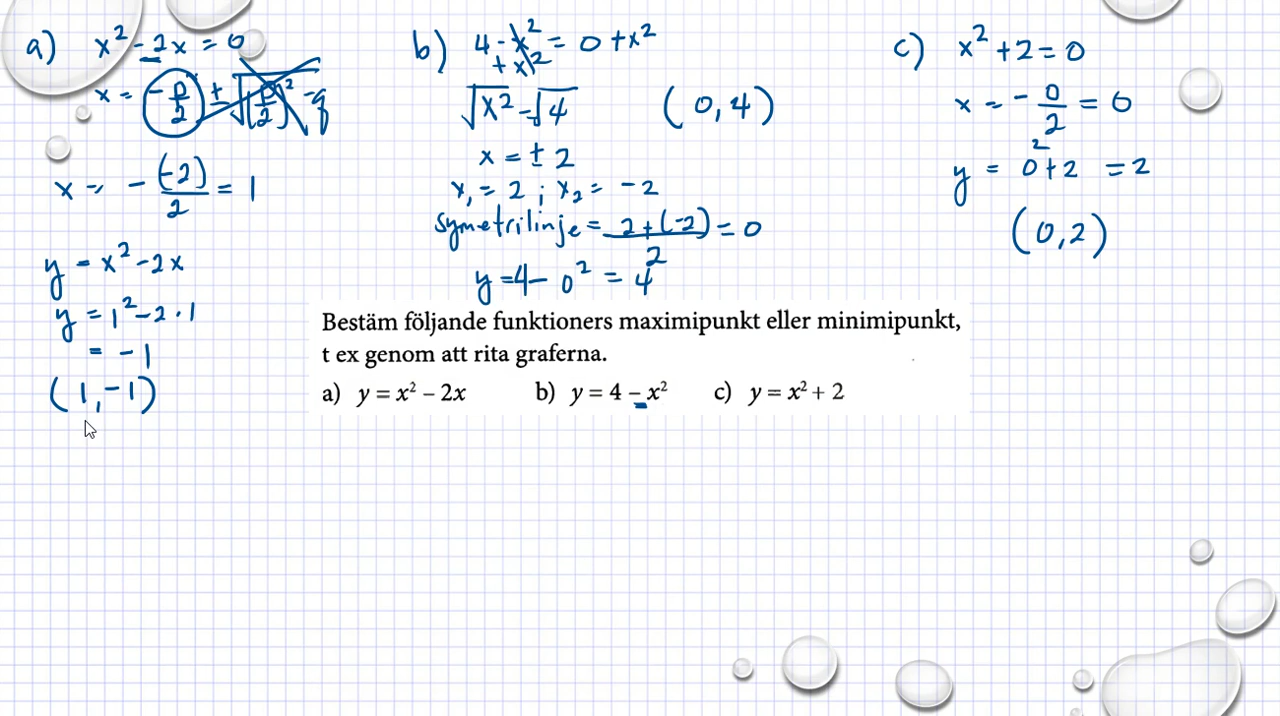 a) x² - 2x = 0
x = -p/2 ± √(p/2)² - q
x = - (-2)/2 = 1
y = x² - 2x
y = 1² - 2 · 1
= -1
(1, -1)
b) 4 - x² = 0 + x²
+ x²
√x² = √4
(0, 4)
x = ± 2
x₁ = 2 ; x₂ = -2
symetrilinje = 2 + (-2)/2 = 0
y = 4 - 0² = 4
c) x² + 2 = 0
x = - 0/2 = 0
y = 0² + 2 = 2
(0, 2)
Bestäm följande funktioners maximipunkt eller minimipunkt,
t ex genom att rita graferna.
a) y = x² – 2x b) y = 4 – x² c) y = x² + 2